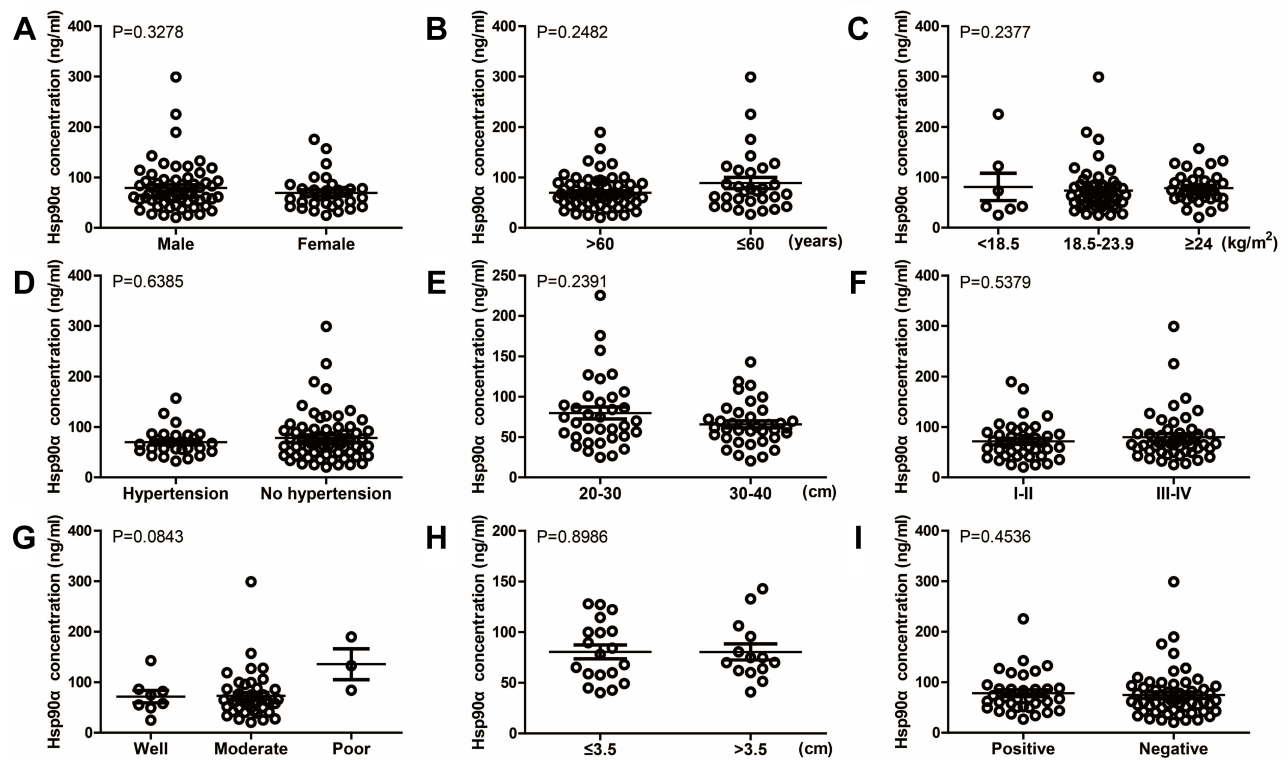 A
Hsp90α concentration (ng/ml)
P=0.3278
400
300
200
100
0
Male Female
B
Hsp90α concentration (ng/ml)
P=0.2482
400
300
200
100
0
>60 ≤60 (years)
C
Hsp90α concentration (ng/ml)
P=0.2377
400
300
200
100
0
<18.5 18.5-23.9 ≥24 (kg/m²)
D
Hsp90α concentration (ng/ml)
P=0.6385
400
300
200
100
0
Hypertension No hypertension
E
Hsp90α concentration (ng/ml)
P=0.2391
250
200
150
100
50
0
20-30 30-40 (cm)
F
Hsp90α concentration (ng/ml)
P=0.5379
400
300
200
100
0
I-II III-IV
G
Hsp90α concentration (ng/ml)
P=0.0843
400
300
200
100
0
Well Moderate Poor
H
Hsp90α concentration (ng/ml)
P=0.8986
200
150
100
50
0
≤3.5 >3.5 (cm)
I
Hsp90α concentration (ng/ml)
P=0.4536
400
300
200
100
0
Positive Negative